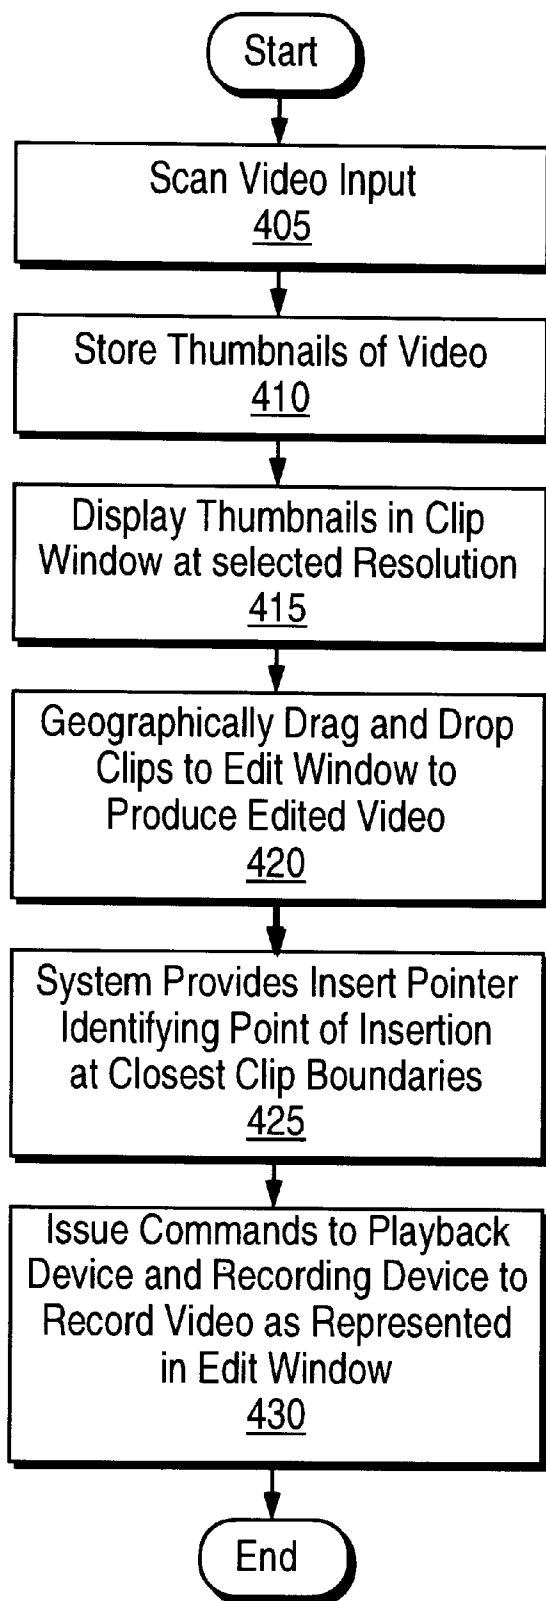 Start
Scan Video Input
405
Store Thumbnails of Video
410
Display Thumbnails in Clip
Window at selected Resolution
415
Geographically Drag and Drop
Clips to Edit Window to
Produce Edited Video
420
System Provides Insert Pointer
Identifying Point of Insertion
at Closest Clip Boundaries
425
Issue Commands to Playback
Device and Recording Device to
Record Video as Represented
in Edit Window
430
End